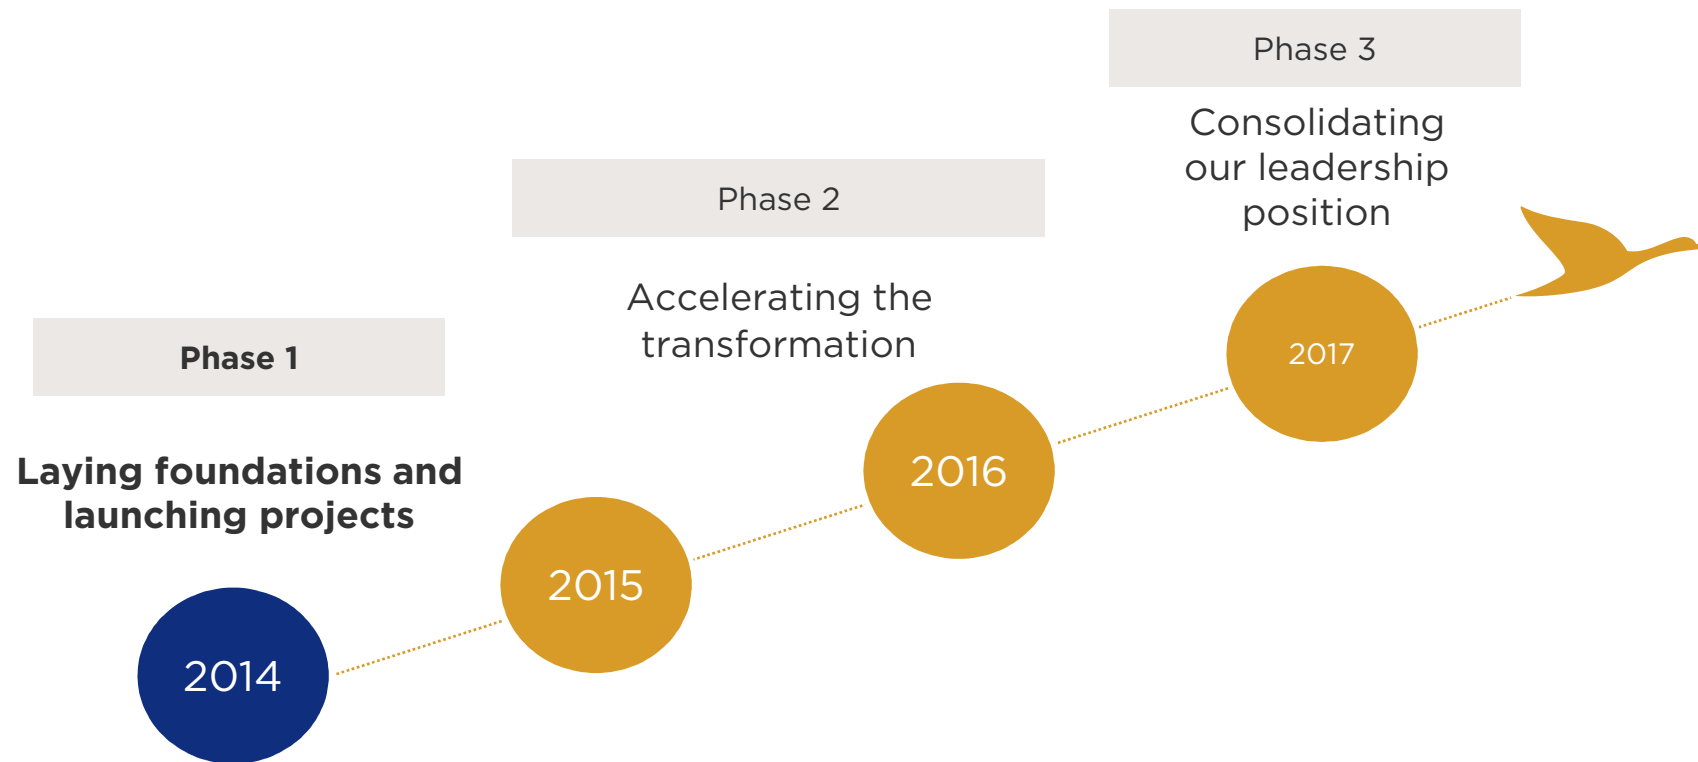 Phase 1
Laying foundations and
launching projects
2014
Phase 2
Accelerating the
transformation
2015
2016
Phase 3
Consolidating
our leadership
position
2017